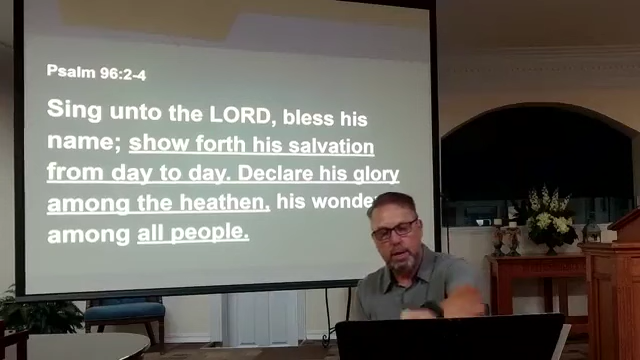 Psalm 96:2-4
Sing unto the LORD, bless his
name; show forth his salvation
from day to day. Declare his glory
among the heathen, his
among all people.